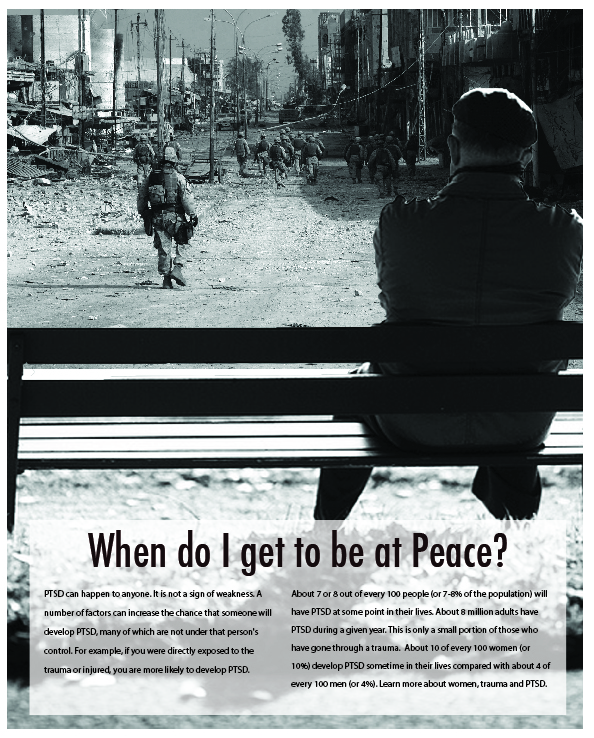 When do I get to be at Peace?
PTSD can happen to anyone. It is not a sign of weakness. A
number of factors can increase the chance that someone will
develop PTSD, many of which are not under that person's
control. For example, if you were directly exposed to the
trauma or injured, you are more likely to develop PTSD.
About 7 or 8 out of every 100 people (or 7-8% of the population) will
have PTSD at some point in their lives. About 8 million adults have
PTSD during a given year. This is only a small portion of those who
have gone through a trauma. About 10 of every 100 women (or
10%) develop PTSD sometime in their lives compared with about 4 of
every 100 men (or 4%). Learn more about women, trauma and PTSD.